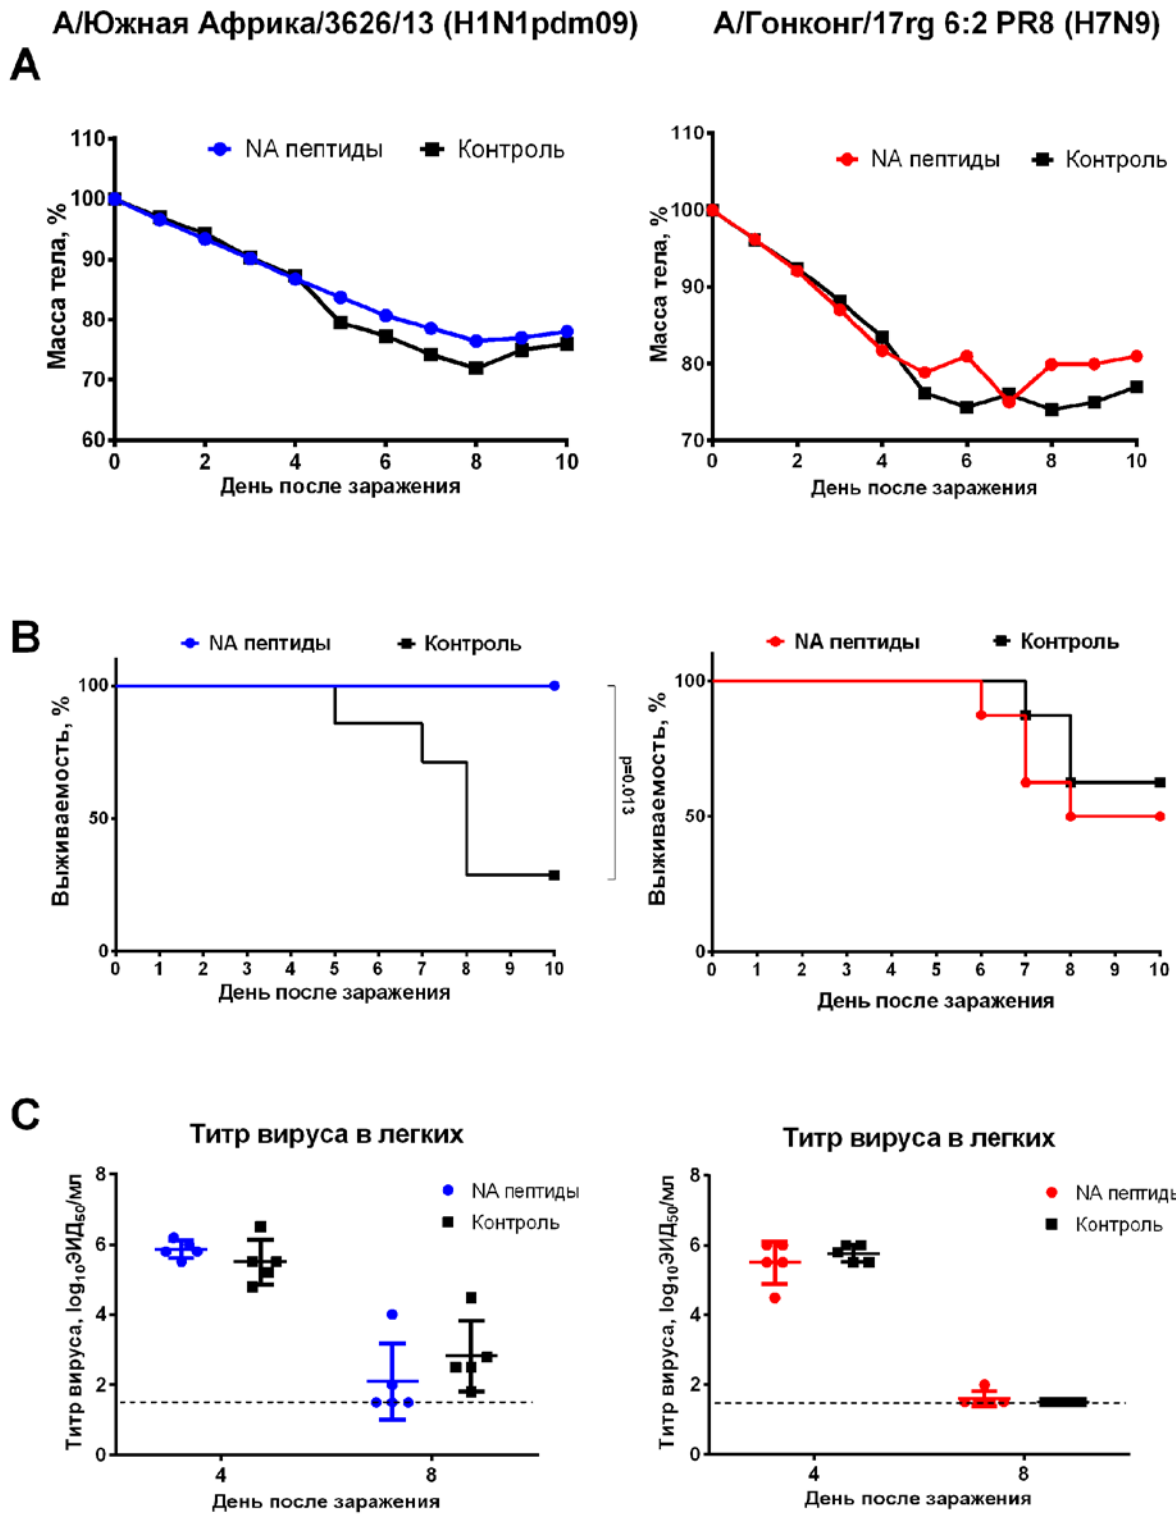 А/Южная Африка/3626/13 (H1N1pdm09)
А/Гонконг/17rg 6:2 PR8 (H7N9)
A
110
100
90
80
70
60
Масса тела, %
NA пептиды
Контроль
0 2 4 6 8 10
День после заражения
110
100
90
80
70
Масса тела, %
NA пептиды
Контроль
0 2 4 6 8 10
День после заражения
B
NA пептиды
Контроль
100
50
0
Выживаемость, %
p=0.013
0 1 2 3 4 5 6 7 8 9 10
День после заражения
NA пептиды
Контроль
100
50
0
Выживаемость, %
0 1 2 3 4 5 6 7 8 9 10
День после заражения
C
Титр вируса в легких
8
6
4
2
0
Титр вируса, log₁₀ЭИД₅₀/мл
NA пептиды
Контроль
4 8
День после заражения
Титр вируса в легких
8
6
4
2
0
Титр вируса, log₁₀ЭИД₅₀/мл
NA пептиды
Контроль
4 8
День после заражения